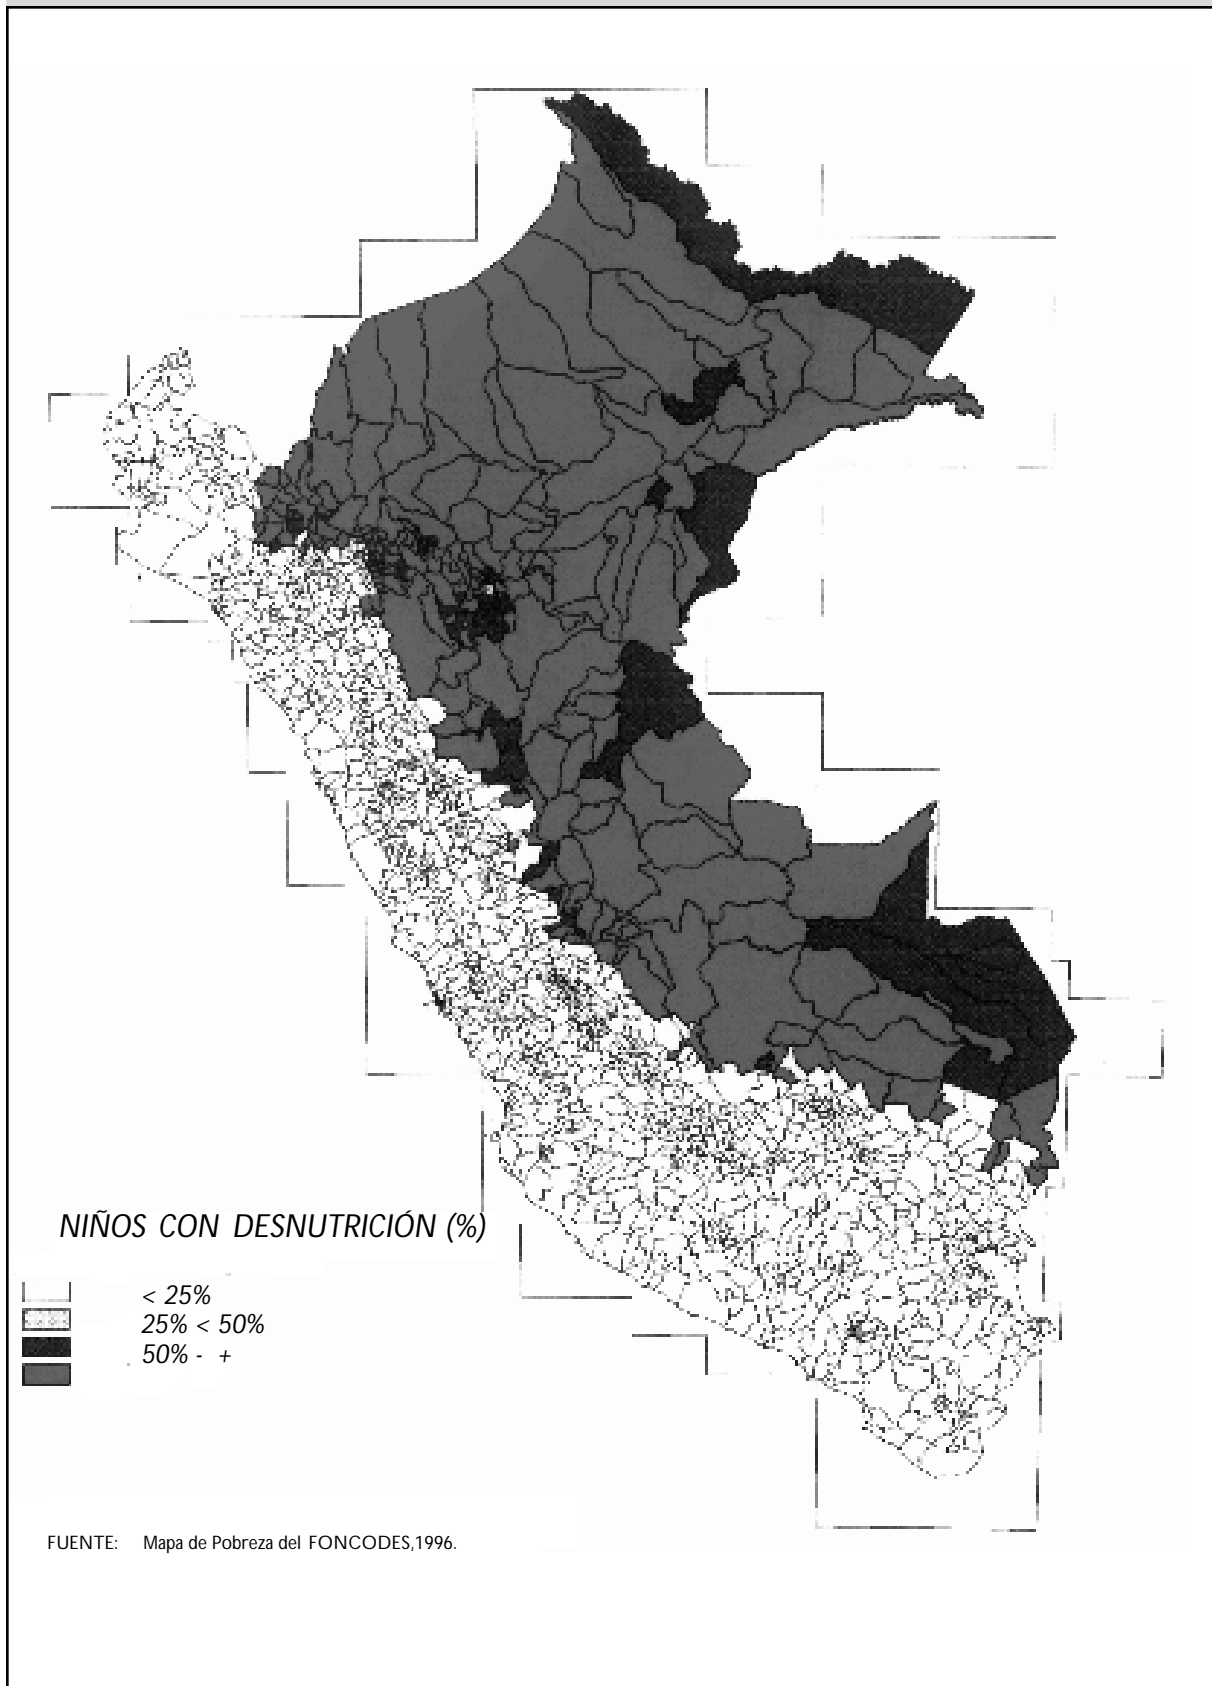 NIÑOS CON DESNUTRICIÓN (%)
< 25%
25% < 50%
50% - +
FUENTE: Mapa de Pobreza del FONCODES,1996.